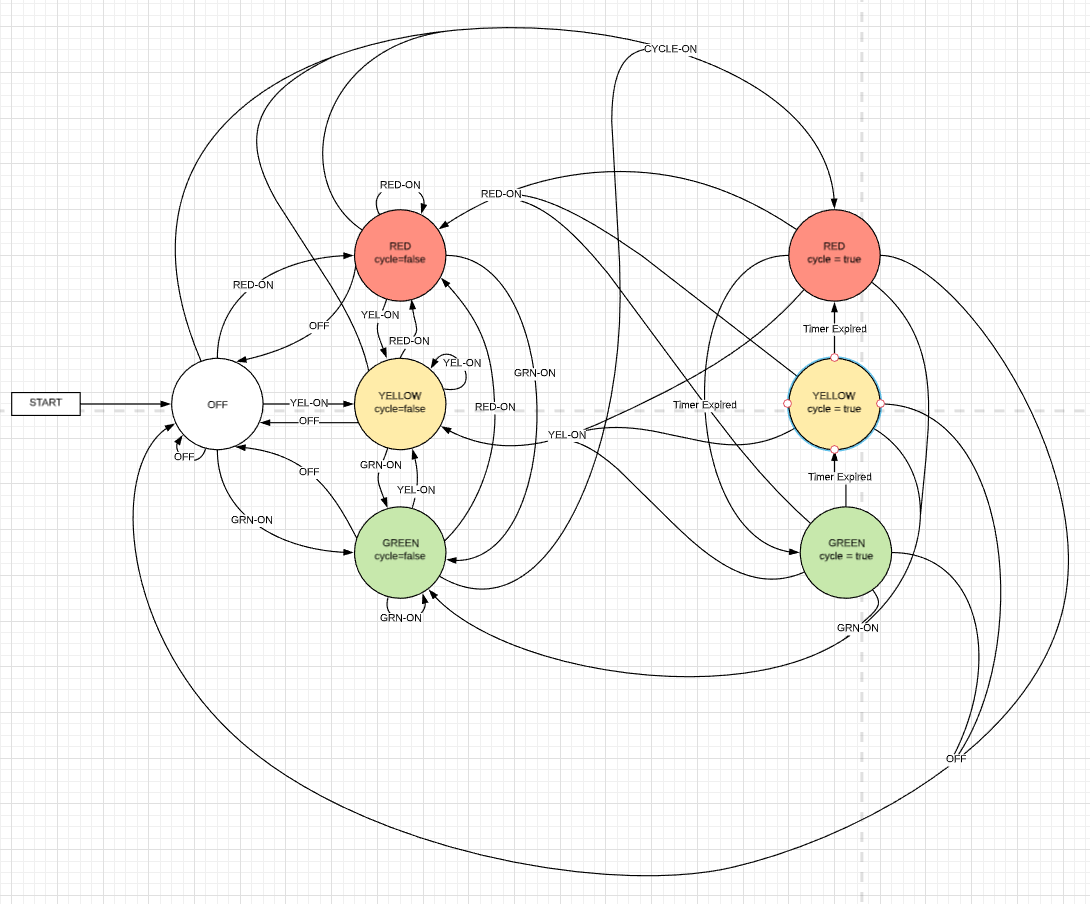 CYCLE-ON
RED-ON
RED-ON
RED
cycle=false
RED
cycle = true
RED-ON
YEL-ON
OFF
Timer Expired
RED-ON
YEL-ON
GRN-ON
START
OFF
YEL-ON
YELLOW
cycle=false
YELLOW
cycle = true
RED-ON
Timer Expired
OFF
YEL-ON
OFF
GRN-ON
OFF
Timer Expired
YEL-ON
GRN-ON
GREEN
cycle=false
GREEN
cycle = true
GRN-ON
GRN-ON
OFF